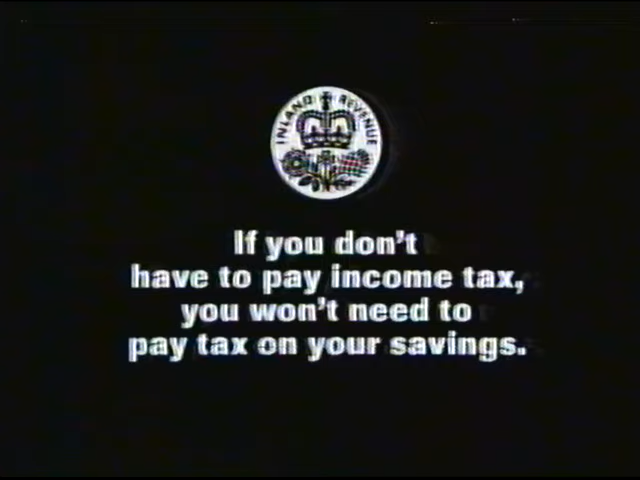 INLAND REVENUE
If you don't
have to pay income tax,
you won't need to
pay tax on your savings.